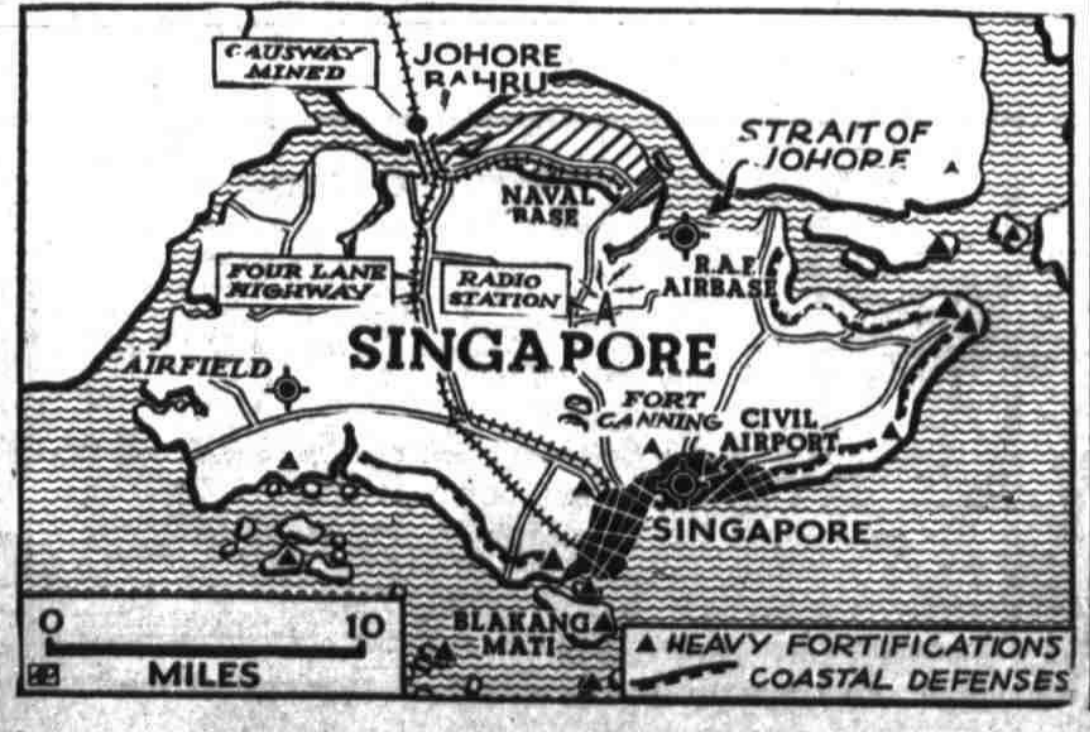 CAUSWAY
MINED
JOHORE
BAHRU
STRAIT OF
JOHORE
NAVAL
BASE
FOUR LANE
HIGHWAY
RADIO
STATION
R.A.F.
AIRBASE
SINGAPORE
AIRFIELD
FORT
CANNING
CIVIL
AIRPORT
SINGAPORE
BLAKANG
MATI
0 10
MILES
HEAVY FORTIFICATIONS
COASTAL DEFENSES